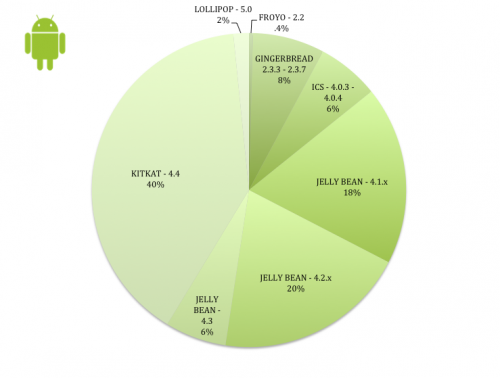 LOLLIPOP - 5.0
2%
FROYO - 2.2
.4%
GINGERBREAD
2.3.3 - 2.3.7
8%
ICS - 4.0.3 -
4.0.4
6%
JELLY BEAN - 4.1.x
18%
JELLY BEAN - 4.2.x
20%
JELLY
BEAN -
4.3
6%
KITKAT - 4.4
40%